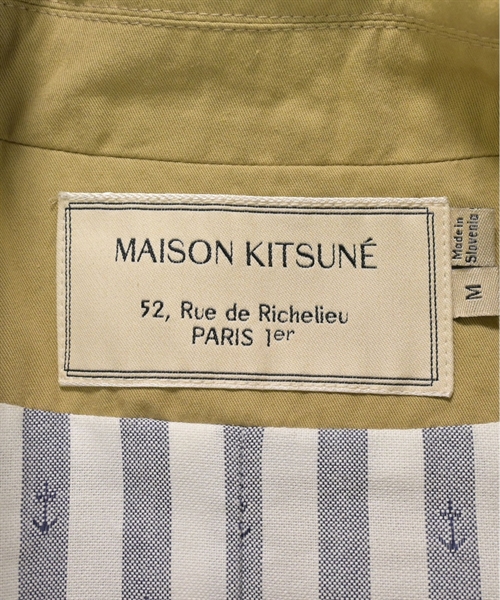 MAISON KITSUNÉ
52, Rue de Richelieu
PARIS 1er
Made in
Slovenia
M